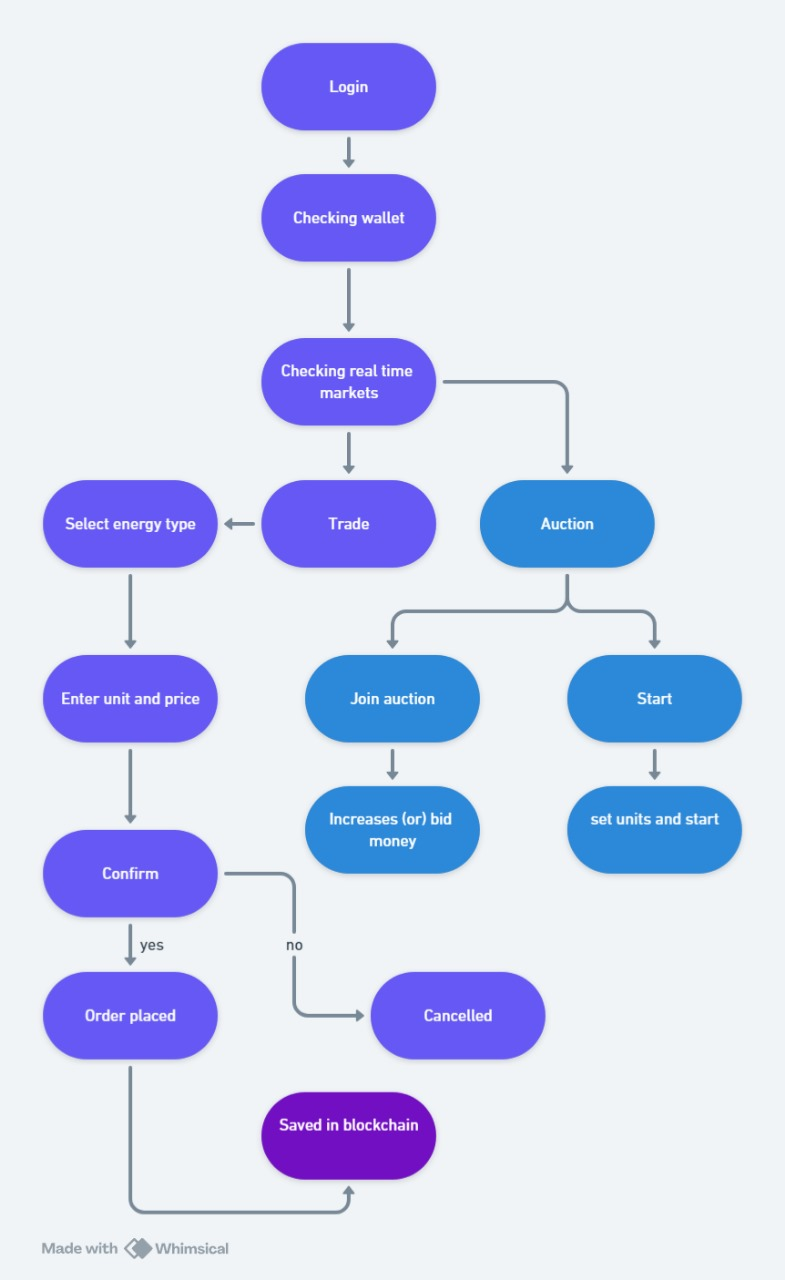 Login
Checking wallet
Checking real time
markets
Select energy type
Trade
Auction
Enter unit and price
Join auction
Start
Increases (or) bid
money
set units and start
Confirm
yes
no
Order placed
Cancelled
Saved in blockchain
Made with Whimsical